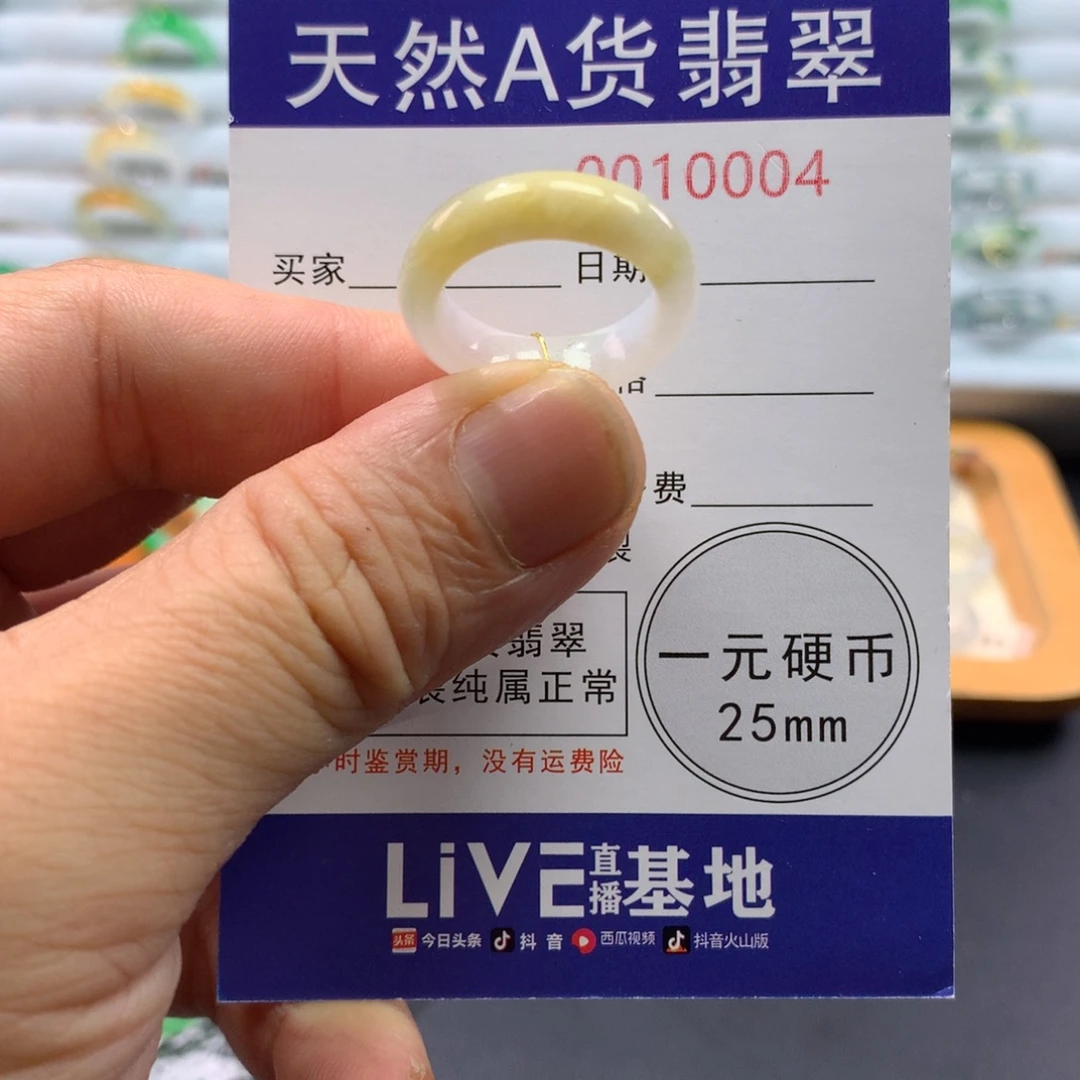 天然A货翡翠
0010004
买家 日期
费
翡翠
纯属正常
时鉴赏期，没有运费险
一元硬币
25mm
LiVE直播基地
头条 今日头条 抖音 西瓜视频 抖音火山版